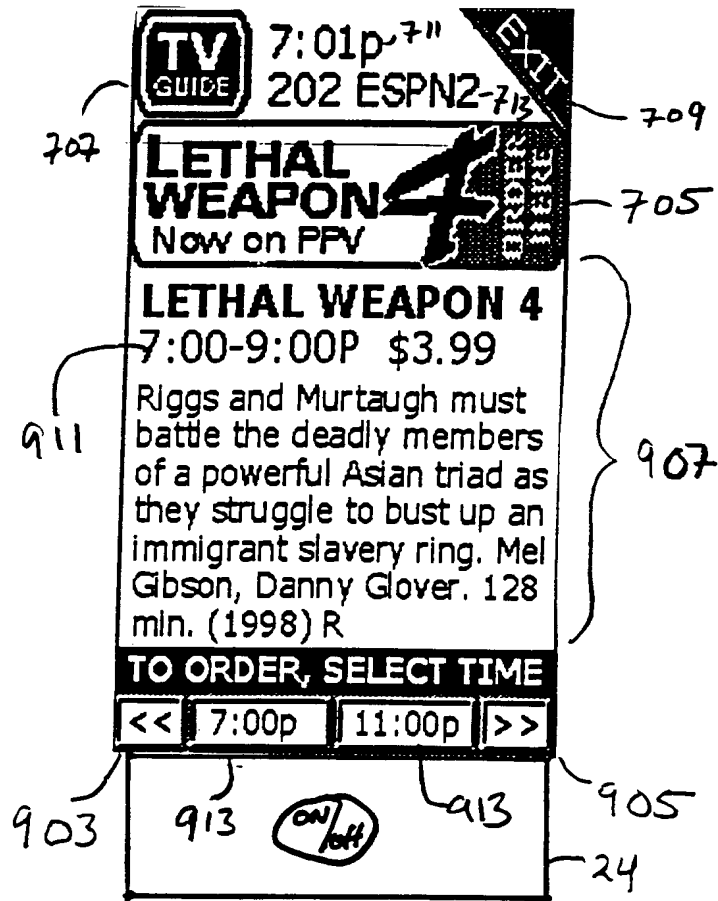 TV
GUIDE
7:01p 711
202 ESPN2 713
EXIT
709
707
LETHAL
WEAPON 4
Now on PPV
ORDER
HERE
705
LETHAL WEAPON 4
7:00-9:00P $3.99
911
Riggs and Murtaugh must
battle the deadly members
of a powerful Asian triad as
they struggle to bust up an
immigrant slavery ring. Mel
Gibson, Danny Glover. 128
min. (1998) R
907
TO ORDER, SELECT TIME
<< 7:00p 11:00p >>
903
913
913
905
on/off
24